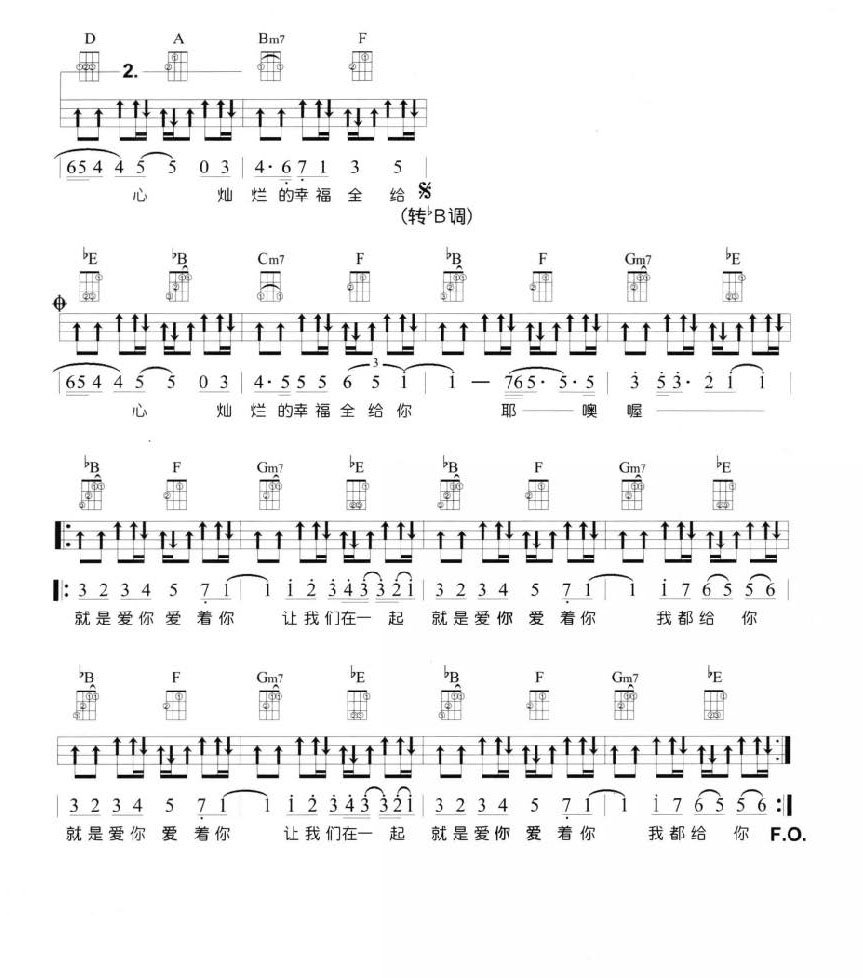 D A Bm7 F
2.
6 5 4 4 5 5 0 3 | 4· 6 7 1 3 5 |
心 灿 烂 的 幸 福 全 给
(转♭B调)
♭E ♭B Cm7 F ♭B F Gm7 ♭E
3
6 5 4 4 5 5 0 3 | 4· 5 5 5 6 5 1 | 1 — 7 6 5· 5· 5 | 3 5 3· 2 1 1 |
心 灿 烂 的 幸 福 全 给 你 耶 —— 噢 喔 ——
♭B F Gm7 ♭E ♭B F Gm7 ♭E
‖: 3 2 3 4 5 7 1 | 1 1 2 3 4 3 3 2 1 | 3 2 3 4 5 7 1 | 1 1 7 6 5 5 6 |
就 是 爱 你 爱 着 你 让 我 们 在 一 起 就 是 爱 你 爱 着 你 我 都 给 你
♭B F Gm7 ♭E ♭B F Gm7 ♭E
| 3 2 3 4 5 7 1 | 1 1 2 3 4 3 3 2 1 | 3 2 3 4 5 7 1 | 1 1 7 6 5 5 6 :‖
就 是 爱 你 爱 着 你 让 我 们 在 一 起 就 是 爱 你 爱 着 你 我 都 给 你 F.O.